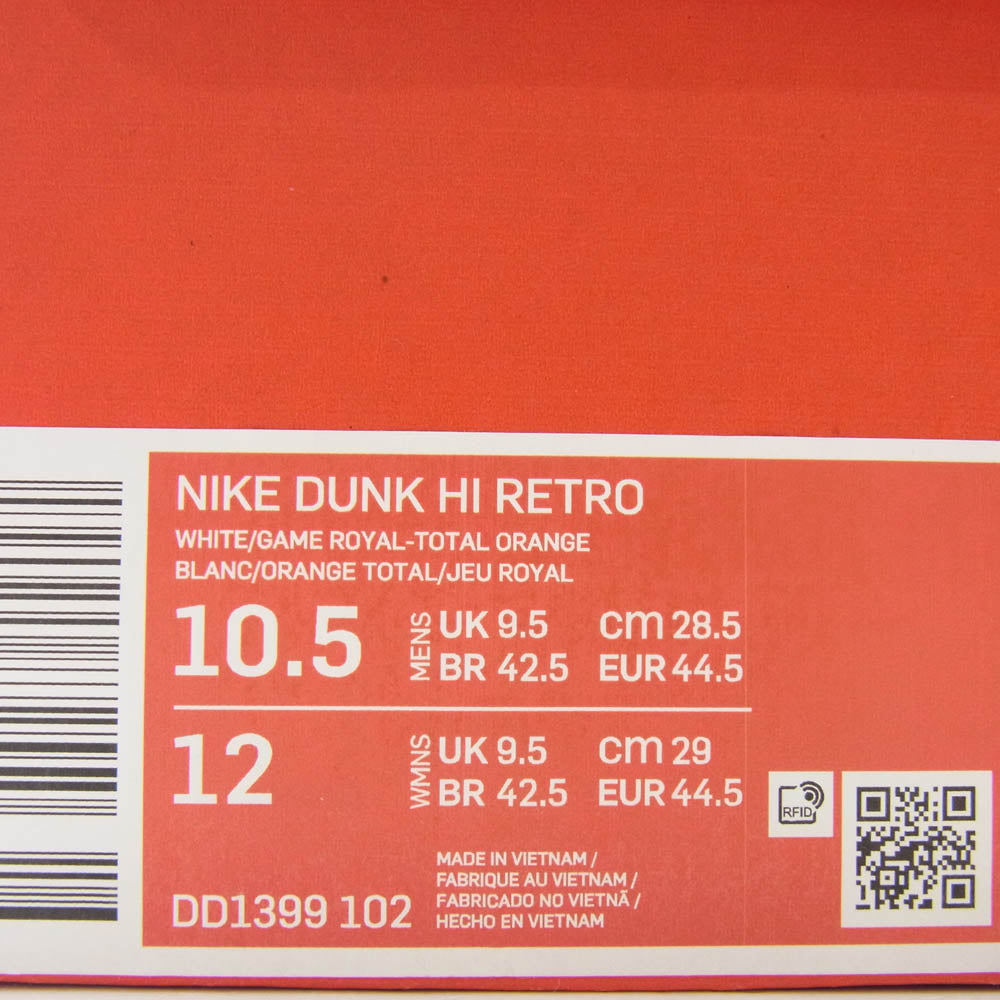 NIKE DUNK HI RETRO
WHITE/GAME ROYAL-TOTAL ORANGE
BLANC/ORANGE TOTAL/JEU ROYAL
10.5 MENS UK 9.5 CM 28.5
BR 42.5 EUR 44.5
12 WMNS UK 9.5 CM 29
BR 42.5 EUR 44.5
RFID
MADE IN VIETNAM /
FABRIQUE AU VIETNAM /
FABRICADO NO VIETNÃ /
HECHO EN VIETNAM
DD1399 102